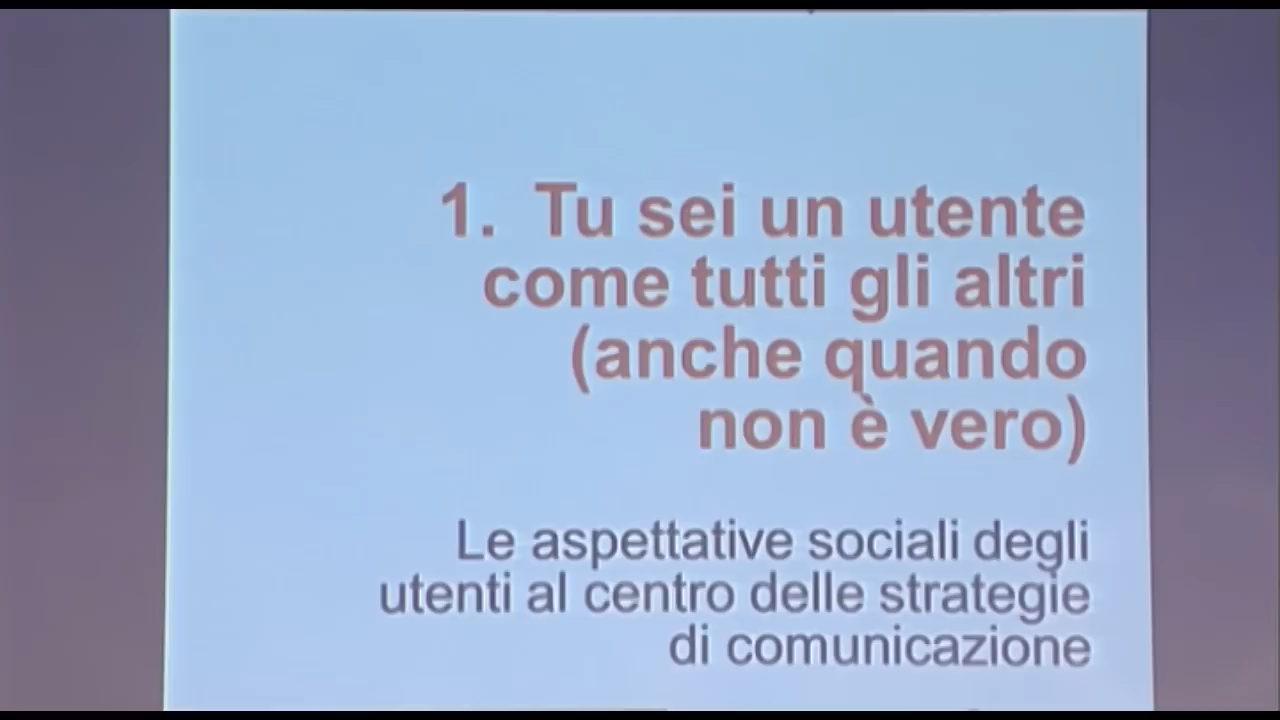 1. Tu sei un utente
come tutti gli altri
(anche quando
non è vero)
Le aspettative sociali degli
utenti al centro delle strategie
di comunicazione